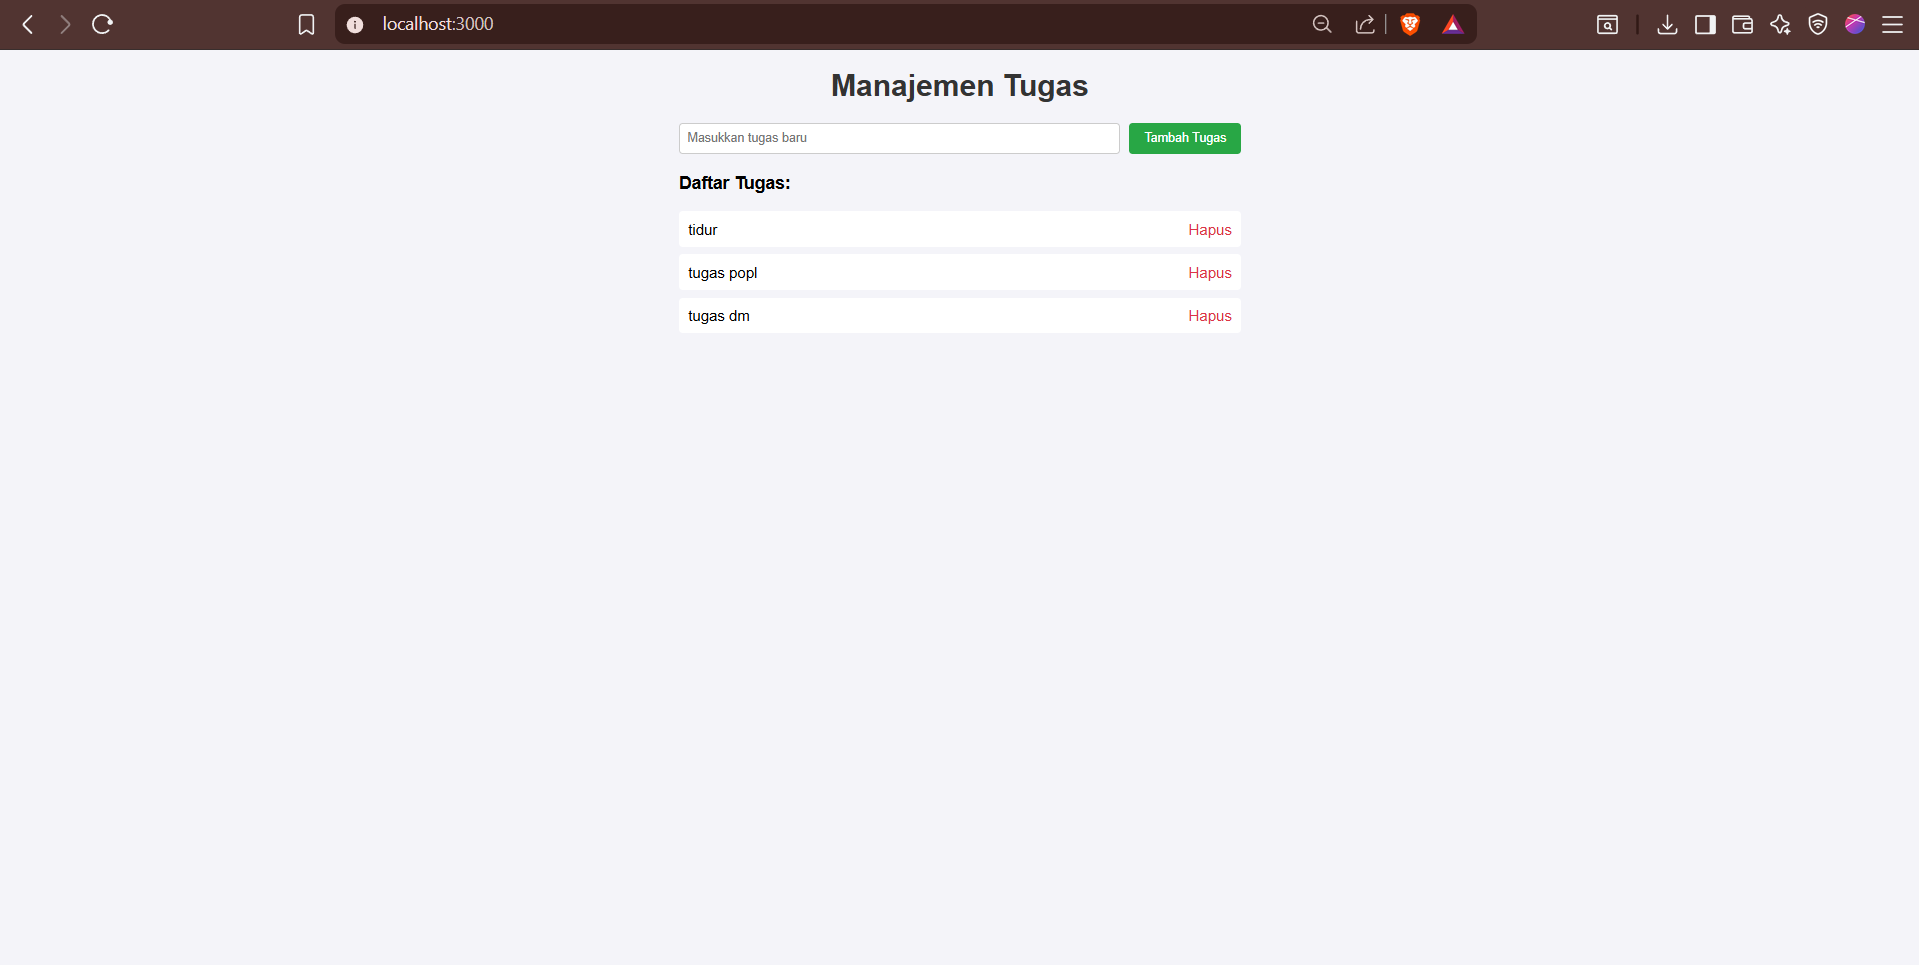 localhost:3000
Manajemen Tugas
Masukkan tugas baru
Tambah Tugas
Daftar Tugas:
tidur
Hapus
tugas popl
Hapus
tugas dm
Hapus